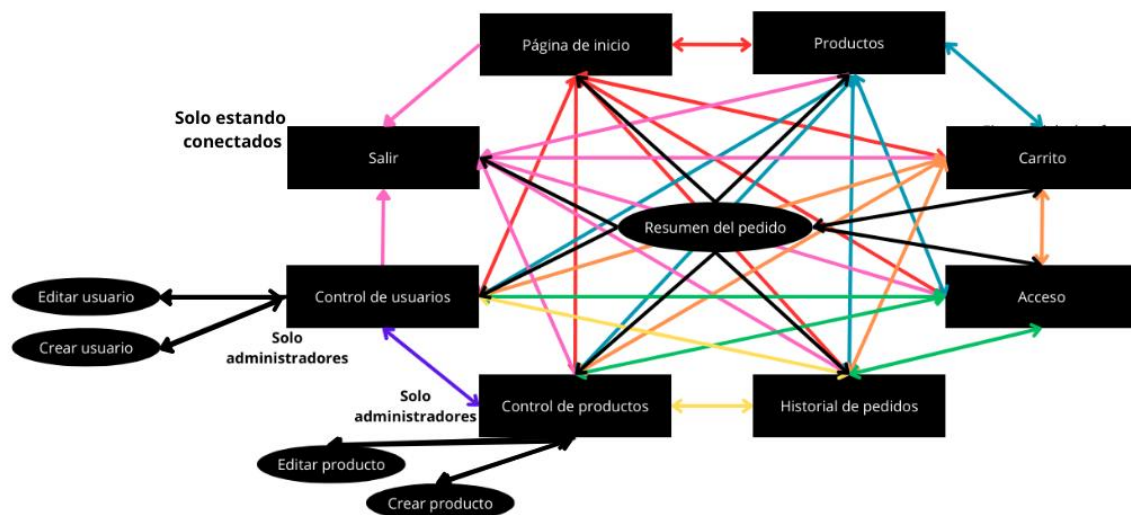 Página de inicio
Productos
Solo estando
conectados
Salir
Carrito
Resumen del pedido
Editar usuario
Control de usuarios
Acceso
Crear usuario
Solo
administradores
Solo
administradores
Control de productos
Historial de pedidos
Editar producto
Crear producto